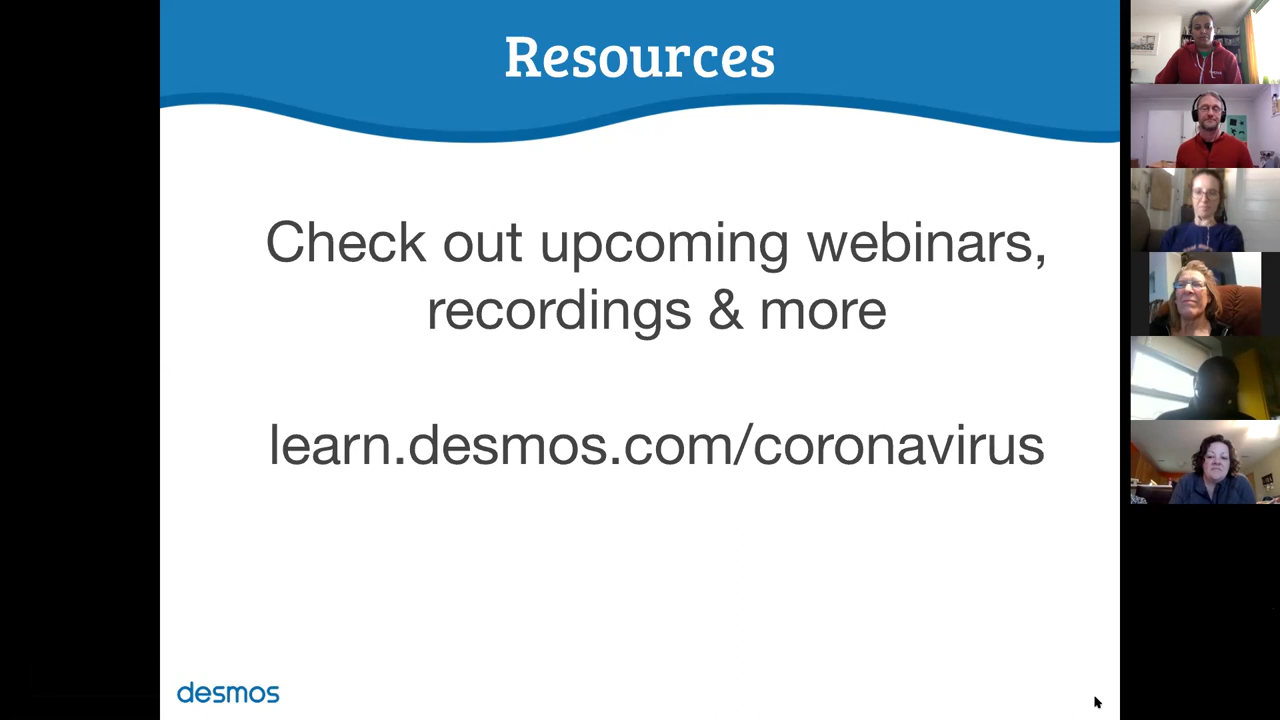 Resources
Check out upcoming webinars,
recordings & more
learn.desmos.com/coronavirus
desmos